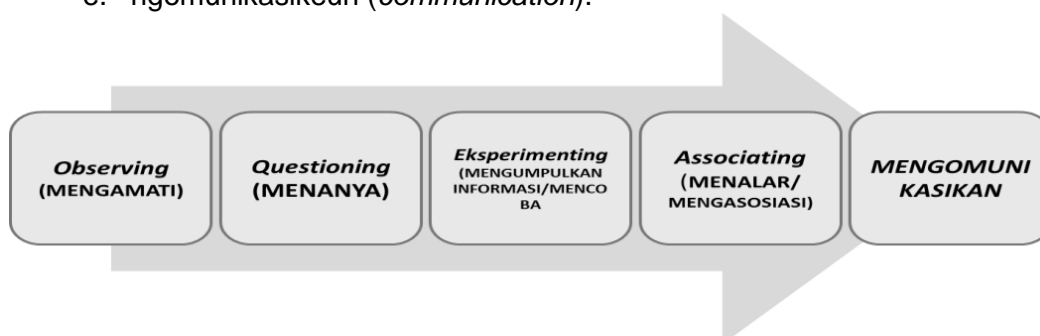 e. ngomunikasikeun (communication).
Observing
(MENGAMATI)
Questioning
(MENANYA)
Eksperimenting
(MENGUMPULKAN
INFORMASI/MENCO
BA
Associating
(MENALAR/
MENGASOSIASI)
MENGOMUNI
KASIKAN